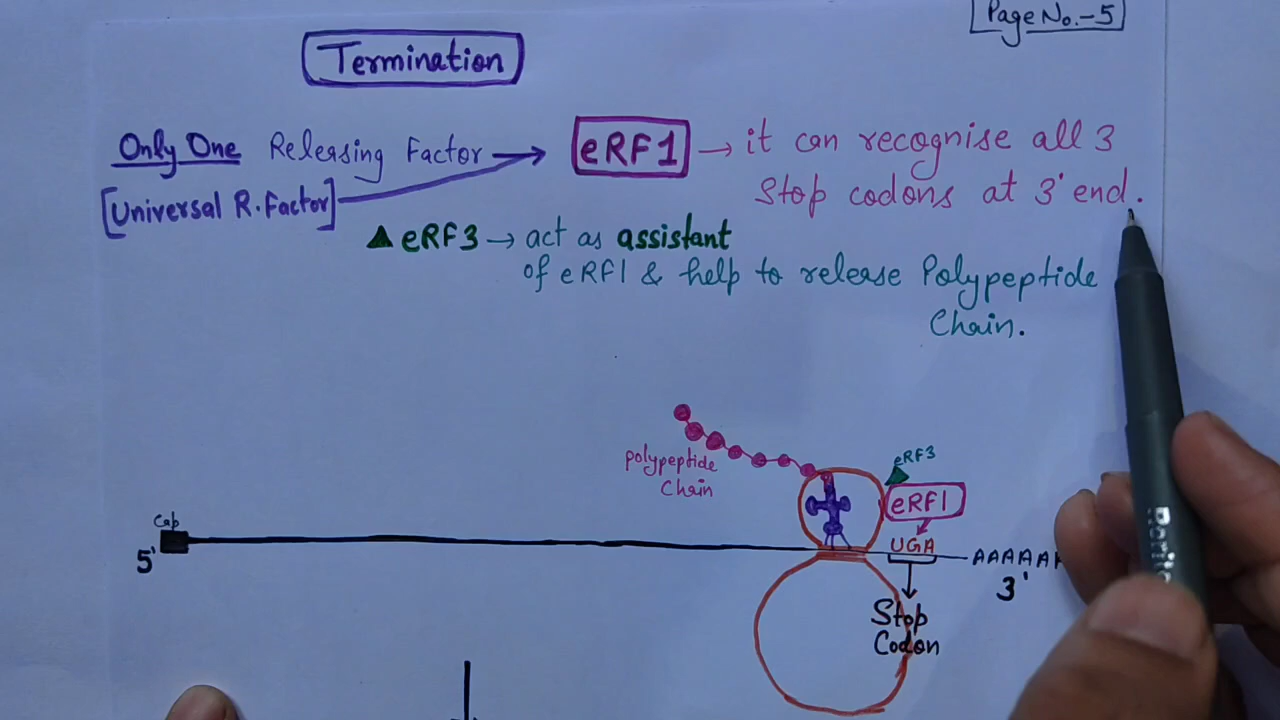 Page No.-5
Termination
Only One Releasing Factor → eRF1 → it can recognise all 3
Stop codons at 3' end.
[Universal R. Factor]
▲ eRF3 → act as assistant
of eRF1 & help to release Polypeptide
Chain.
polypeptide
Chain
eRF3
eRF1
Cap
5'
UGA
AAAAAA
3'
Stop
Codon